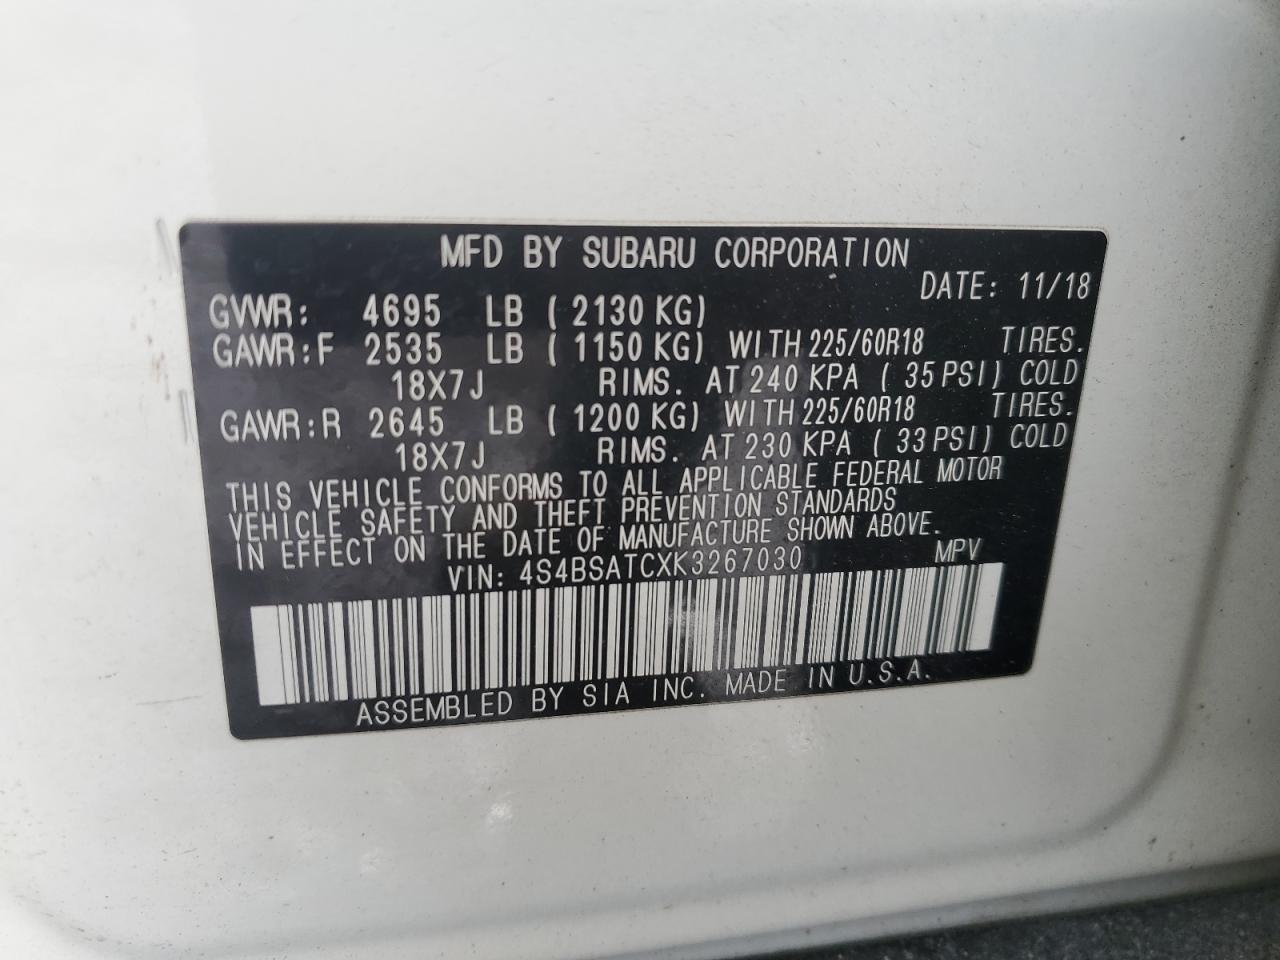 MFD BY SUBARU CORPORATION
DATE: 11/18
GVWR: 4695 LB ( 2130 KG)
GAWR:F 2535 LB ( 1150 KG) WITH 225/60R18 TIRES.
18X7J RIMS. AT 240 KPA ( 35 PSI) COLD
GAWR:R 2645 LB ( 1200 KG) WITH 225/60R18 TIRES.
18X7J RIMS. AT 230 KPA ( 33 PSI) COLD
THIS VEHICLE CONFORMS TO ALL APPLICABLE FEDERAL MOTOR
VEHICLE SAFETY AND THEFT PREVENTION STANDARDS
IN EFFECT ON THE DATE OF MANUFACTURE SHOWN ABOVE.
VIN: 4S4BSATCXK3267030 MPV
ASSEMBLED BY SIA INC. MADE IN U.S.A.